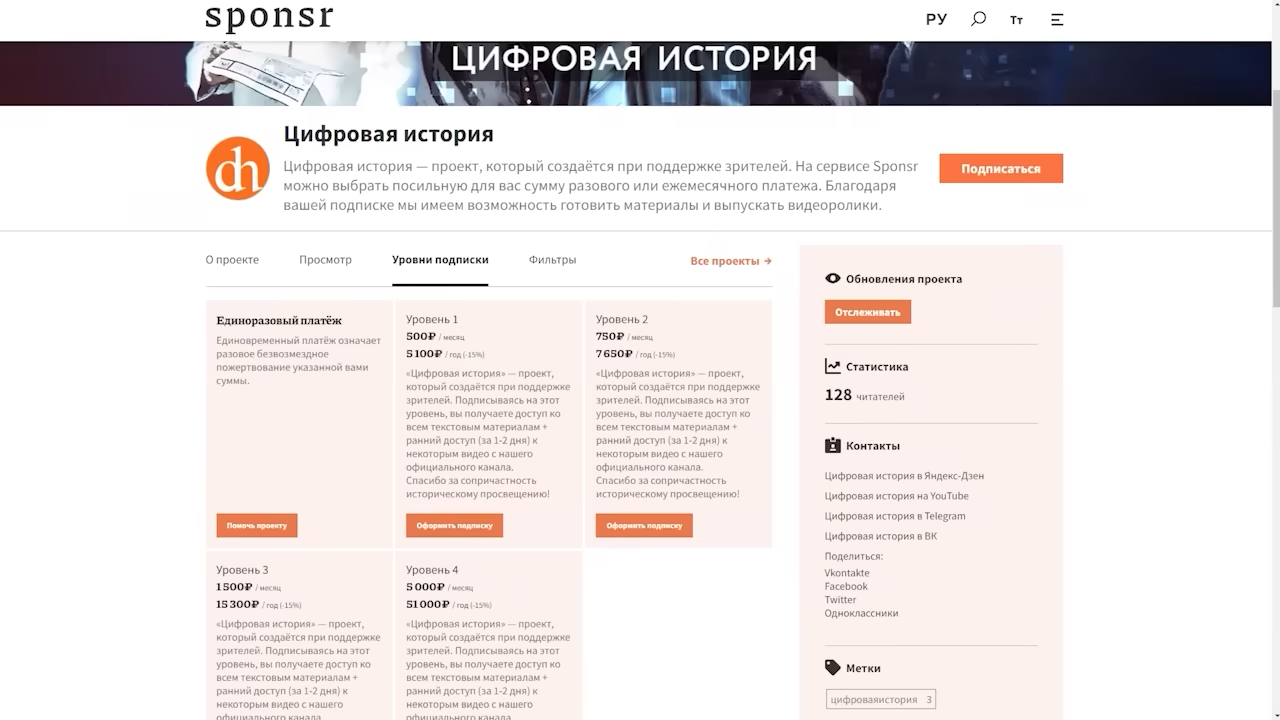 sponsr
РУ
Тт
ЦИФРОВАЯ ИСТОРИЯ
dh
Цифровая история
Цифровая история — проект, который создаётся при поддержке зрителей. На сервисе Sponsr
можно выбрать посильную для вас сумму разового или ежемесячного платежа. Благодаря
вашей подписке мы имеем возможность готовить материалы и выпускать видеоролики.
Подписаться
О проекте
Просмотр
Уровни подписки
Фильтры
Все проекты →
Единоразовый платёж
Единовременный платёж означает
разовое безвозмездное
пожертвование указанной вами
суммы.
Помочь проекту
Уровень 1
500₽ / месяц
5 100₽ / год (-15%)
«Цифровая история» — проект,
который создаётся при поддержке
зрителей. Подписываясь на этот
уровень, вы получаете доступ ко
всем текстовым материалам +
ранний доступ (за 1-2 дня) к
некоторым видео с нашего
официального канала.
Спасибо за сопричастность
историческому просвещению!
Оформить подписку
Уровень 2
750₽ / месяц
7 650₽ / год (-15%)
«Цифровая история» — проект,
который создаётся при поддержке
зрителей. Подписываясь на этот
уровень, вы получаете доступ ко
всем текстовым материалам +
ранний доступ (за 1-2 дня) к
некоторым видео с нашего
официального канала.
Спасибо за сопричастность
историческому просвещению!
Оформить подписку
Уровень 3
1 500₽ / месяц
15 300₽ / год (-15%)
«Цифровая история» — проект,
который создаётся при поддержке
зрителей. Подписываясь на этот
уровень, вы получаете доступ ко
всем текстовым материалам +
ранний доступ (за 1-2 дня) к
некоторым видео с нашего
официального канала.
Уровень 4
5 000₽ / месяц
51 000₽ / год (-15%)
«Цифровая история» — проект,
который создаётся при поддержке
зрителей. Подписываясь на этот
уровень, вы получаете доступ ко
всем текстовым материалам +
ранний доступ (за 1-2 дня) к
некоторым видео с нашего
официального канала.
Обновления проекта
Отслеживать
Статистика
128 читателей
Контакты
Цифровая история в Яндекс-Дзен
Цифровая история на YouTube
Цифровая история в Telegram
Цифровая история в ВК
Поделиться:
Vkontakte
Facebook
Twitter
Одноклассники
Метки
цифроваяистория 3